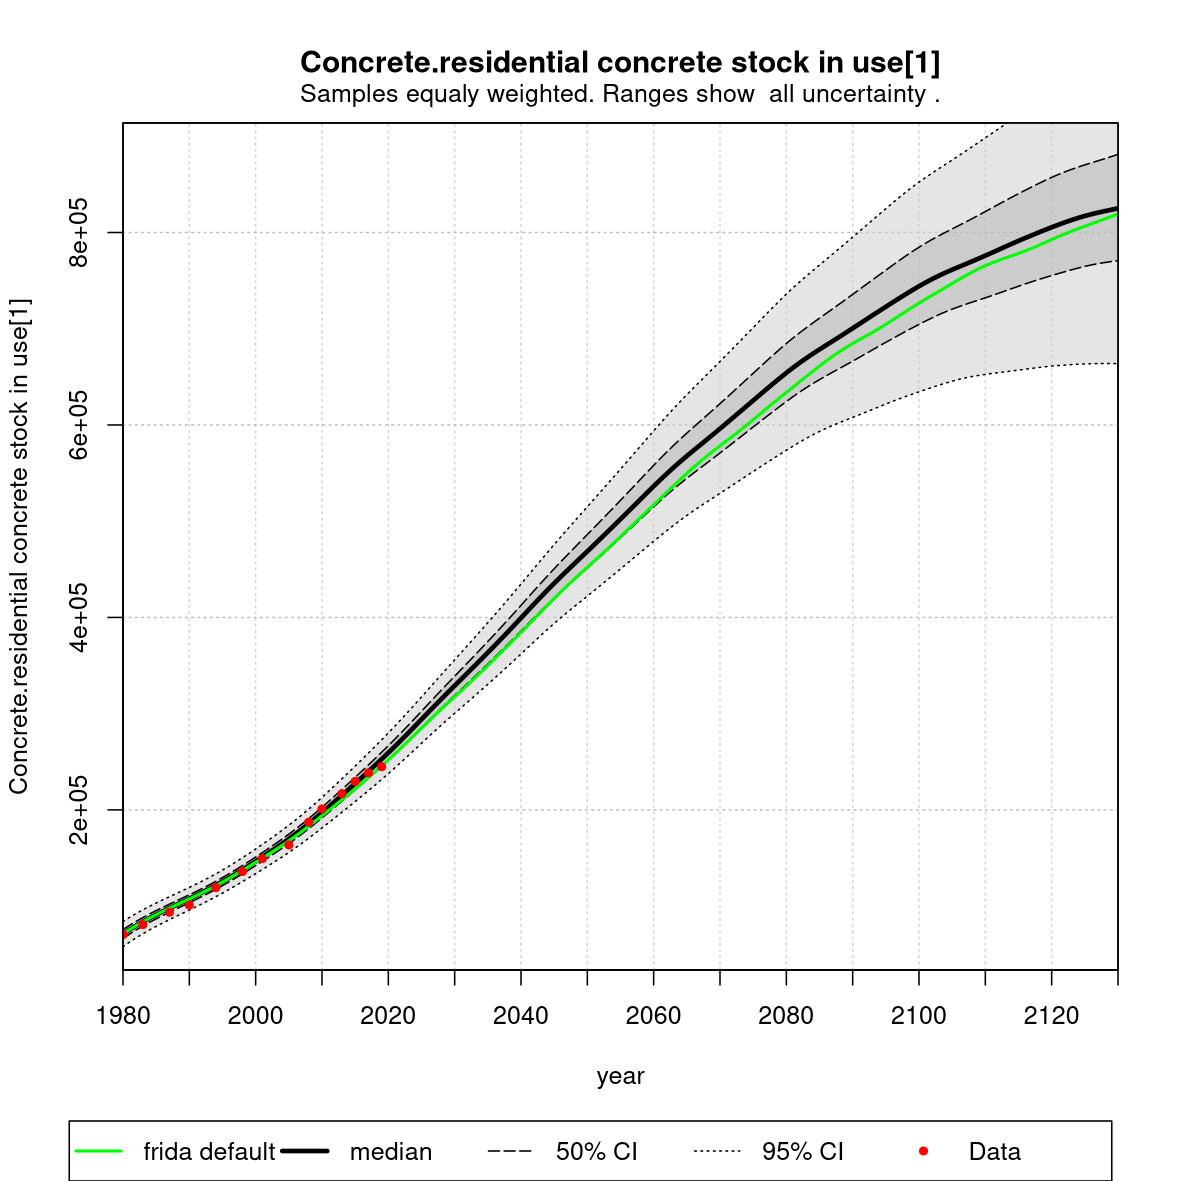 Concrete.residential concrete stock in use[1]
Samples equaly weighted. Ranges show  all uncertainty .
Concrete.residential concrete stock in use[1]
8e+05
6e+05
4e+05
2e+05
1980 2000 2020 2040 2060 2080 2100 2120
year
frida default median 50% CI 95% CI Data